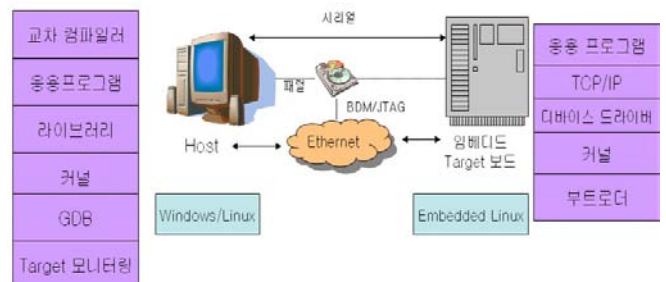 교차 컴파일러
응용프로그램
라이브러리
커널
GDB
Target 모니터링
시리얼
패럴
BDM/JTAG
Ethernet
Host
임베디드
Target 보드
Windows/Linux
Embedded Linux
응용 프로그램
TCP/IP
디바이스 드라이버
커널
부트로더